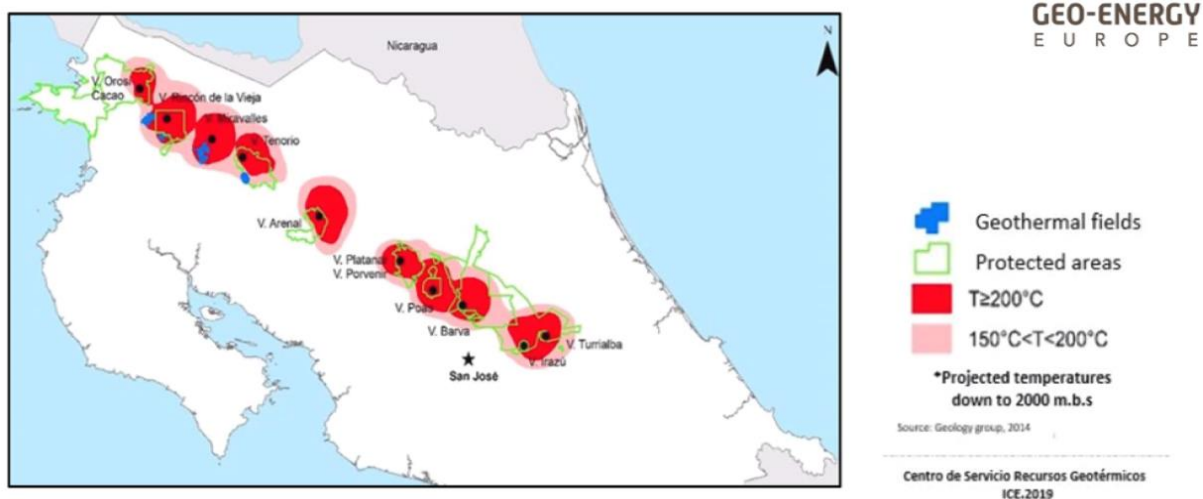 GEO-ENERGY
EUROPE
Nicaragua
N
V. Orosi
Cacao
V. Rincón de la Vieja
V. Miravalles
V. Tenorio
V. Arenal
V. Platanar
V. Porvenir
V. Poás
V. Barva
V. Turrialba
V. Irazú
San José
Geothermal fields
Protected areas
T≥200°C
150°C<T<200°C
*Projected temperatures
down to 2000 m.b.s
Source: Geology group, 2014
Centro de Servicio Recursos Geotérmicos
ICE.2019